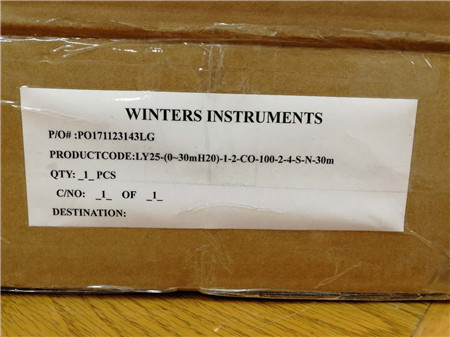 WINTERS INSTRUMENTS
P/O# :PO171123143LG
PRODUCTCODE:LY25-(0~30mH20)-1-2-CO-100-2-4-S-N-30m
QTY: _1_ PCS
C/NO: _1_ OF _1_
DESTINATION: